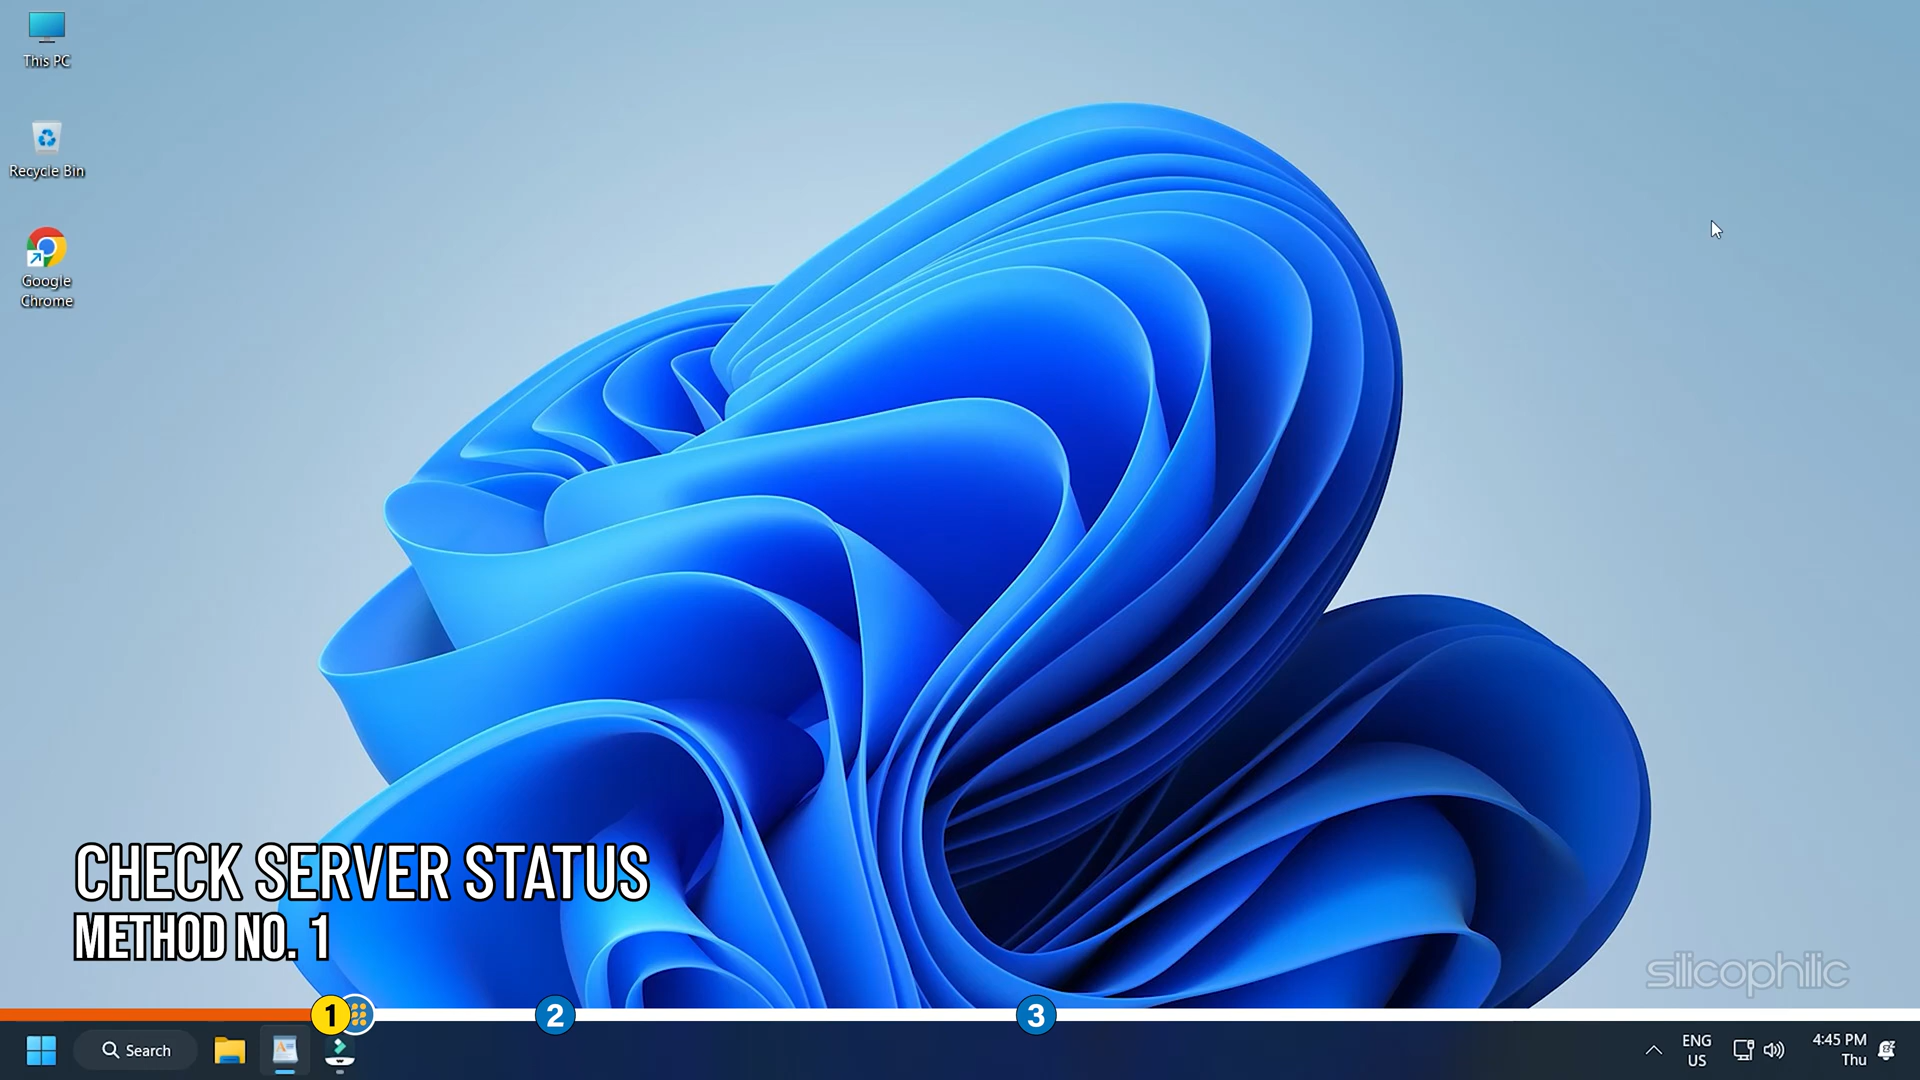 This PC
Recycle Bin
Google
Chrome
CHECK SERVER STATUS
METHOD NO. 1
silicophilic
1
2
3
Search
ENG
US
4:45 PM
Thu